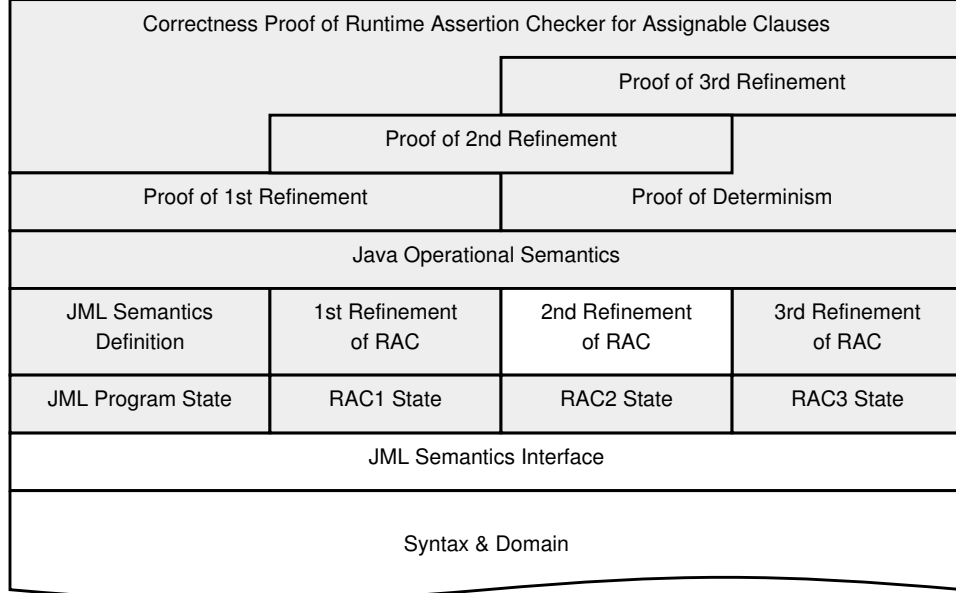 Correctness Proof of Runtime Assertion Checker for Assignable Clauses
Proof of 3rd Refinement
Proof of 2nd Refinement
Proof of 1st Refinement
Proof of Determinism
Java Operational Semantics
JML Semantics
Definition
1st Refinement
of RAC
2nd Refinement
of RAC
3rd Refinement
of RAC
JML Program State
RAC1 State
RAC2 State
RAC3 State
JML Semantics Interface
Syntax & Domain